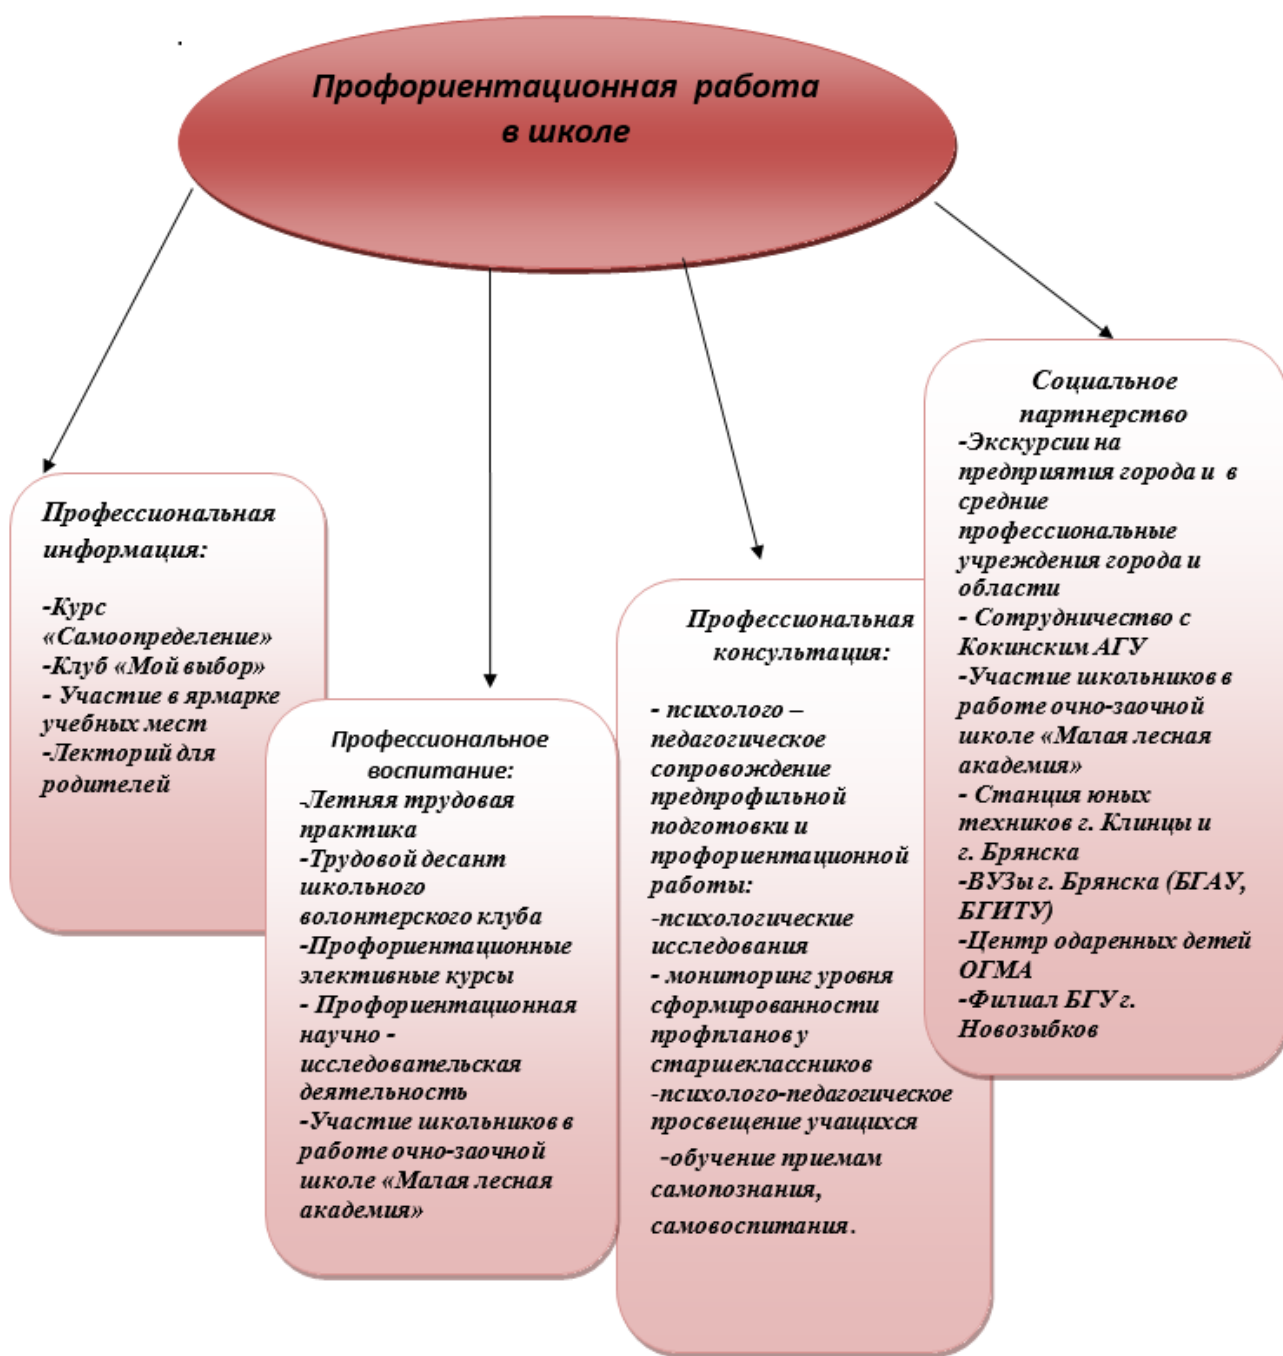 Профориентационная работа
в школе
Профессиональная
информация:
-Курс
«Самоопределение»
-Клуб «Мой выбор»
- Участие в ярмарке
учебных мест
-Лекторий для
родителей
Профессиональное
воспитание:
-Летняя трудовая
практика
-Трудовой десант
школьного
волонтерского клуба
-Профориентационные
элективные курсы
- Профориентационная
научно -
исследовательская
деятельность
-Участие школьников в
работе очно-заочной
школе «Малая лесная
академия»
Профессиональная
консультация:
- психолого –
педагогическое
сопровождение
предпрофильной
подготовки и
профориентационной
работы:
-психологические
исследования
- мониторинг уровня
сформированности
профпланов у
старшеклассников
-психолого-педагогическое
просвещение учащихся
-обучение приемам
самопознания,
самовоспитания.
Социальное
партнерство
-Экскурсии на
предприятия города и в
средние
профессиональные
учреждения города и
области
- Сотрудничество с
Кокинским АГУ
-Участие школьников в
работе очно-заочной
школе «Малая лесная
академия»
- Станция юных
техников г. Клинцы и
г. Брянска
-ВУЗы г. Брянска (БГАУ,
БГИТУ)
-Центр одаренных детей
ОГМА
-Филиал БГУ г.
Новозыбков